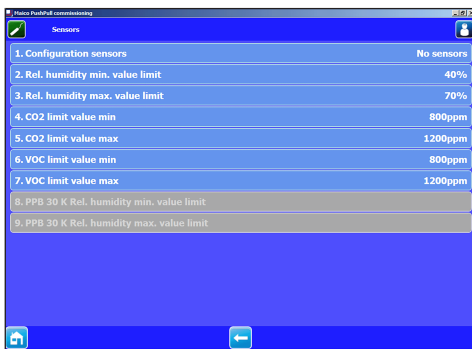 Maico PushPull commissioning
Sensors
1. Configuration sensors No sensors
2. Rel. humidity min. value limit 40%
3. Rel. humidity max. value limit 70%
4. CO2 limit value min 800ppm
5. CO2 limit value max 1200ppm
6. VOC limit value min 800ppm
7. VOC limit value max 1200ppm
8. PPB 30 K Rel. humidity min. value limit
9. PPB 30 K Rel. humidity max. value limit